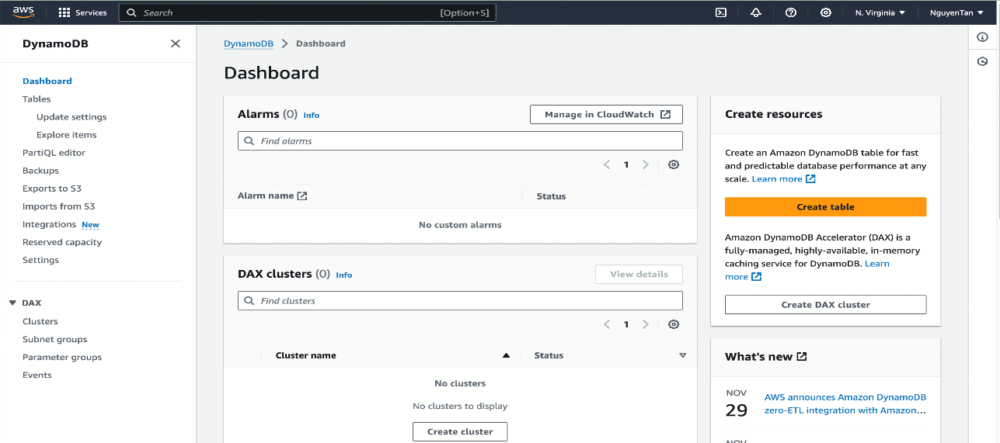 aws
Services
Search
[Option+S]
N. Virginia
NguyenTan
DynamoDB
Dashboard
Tables
Update settings
Explore items
PartiQL editor
Backups
Exports to S3
Imports from S3
Integrations New
Reserved capacity
Settings
DAX
Clusters
Subnet groups
Parameter groups
Events
DynamoDB > Dashboard
Dashboard
Alarms (0) Info
Manage in CloudWatch
Find alarms
1
Alarm name
Status
No custom alarms
DAX clusters (0) Info
View details
Find clusters
1
Cluster name
Status
No clusters
No clusters to display
Create cluster
Create resources
Create an Amazon DynamoDB table for fast
and predictable database performance at any
scale. Learn more
Create table
Amazon DynamoDB Accelerator (DAX) is a
fully-managed, highly-available, in-memory
caching service for DynamoDB. Learn
more
Create DAX cluster
What's new
NOV
29
AWS announces Amazon DynamoDB
zero-ETL integration with Amazon...
NOV